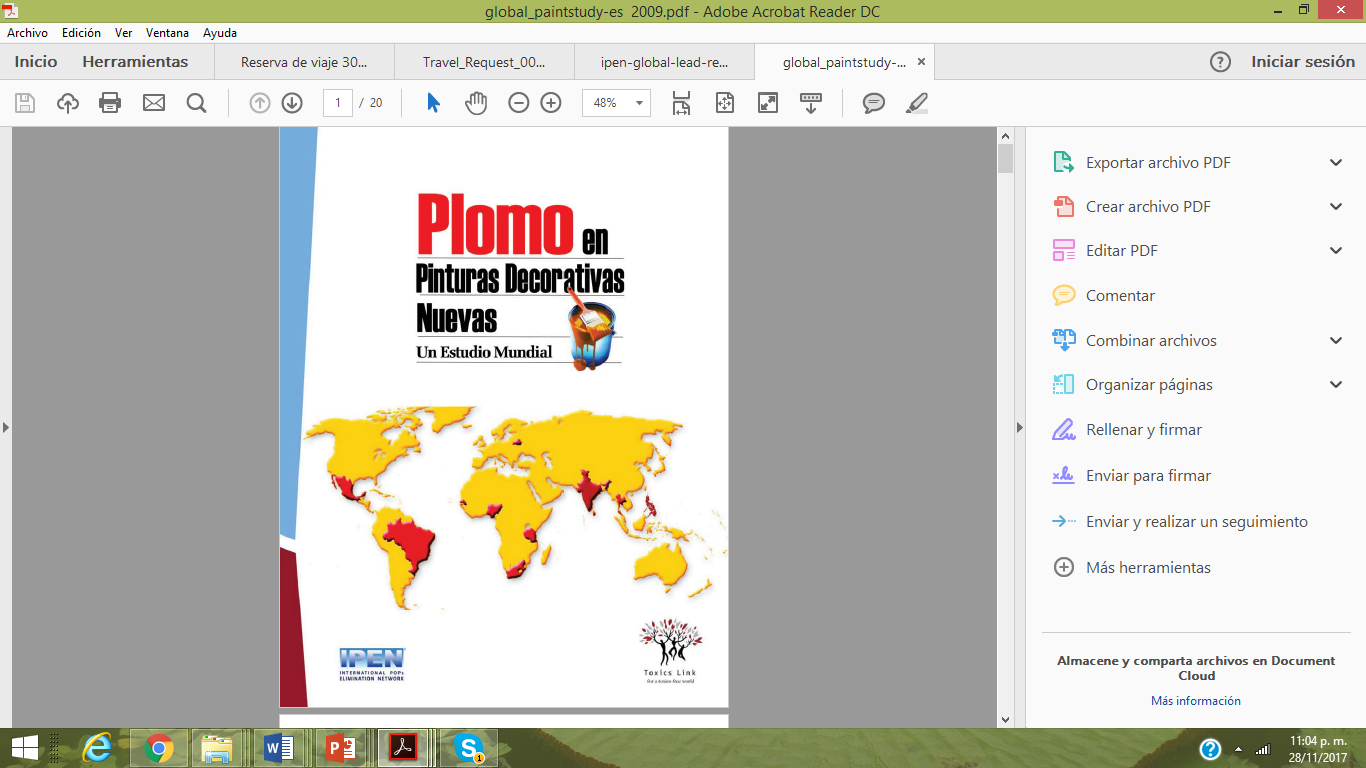 global_paintstudy-es 2009.pdf - Adobe Acrobat Reader DC
Archivo Edición Ver Ventana Ayuda
Inicio Herramientas Reserva de viaje 30... Travel_Request_00... ipen-global-lead-re... global_paintstudy-... Iniciar sesión
1 / 20 48%
Plomo en
Pinturas Decorativas
Nuevas
Un Estudio Mundial
IPEN
INTERNATIONAL POPs
ELIMINATION NETWORK
Toxics Link
for a toxics-free world
Exportar archivo PDF
Crear archivo PDF
Editar PDF
Comentar
Combinar archivos
Organizar páginas
Rellenar y firmar
Enviar para firmar
Enviar y realizar un seguimiento
Más herramientas
Almacene y comparta archivos en Document
Cloud
Más información
11:04 p. m.
28/11/2017